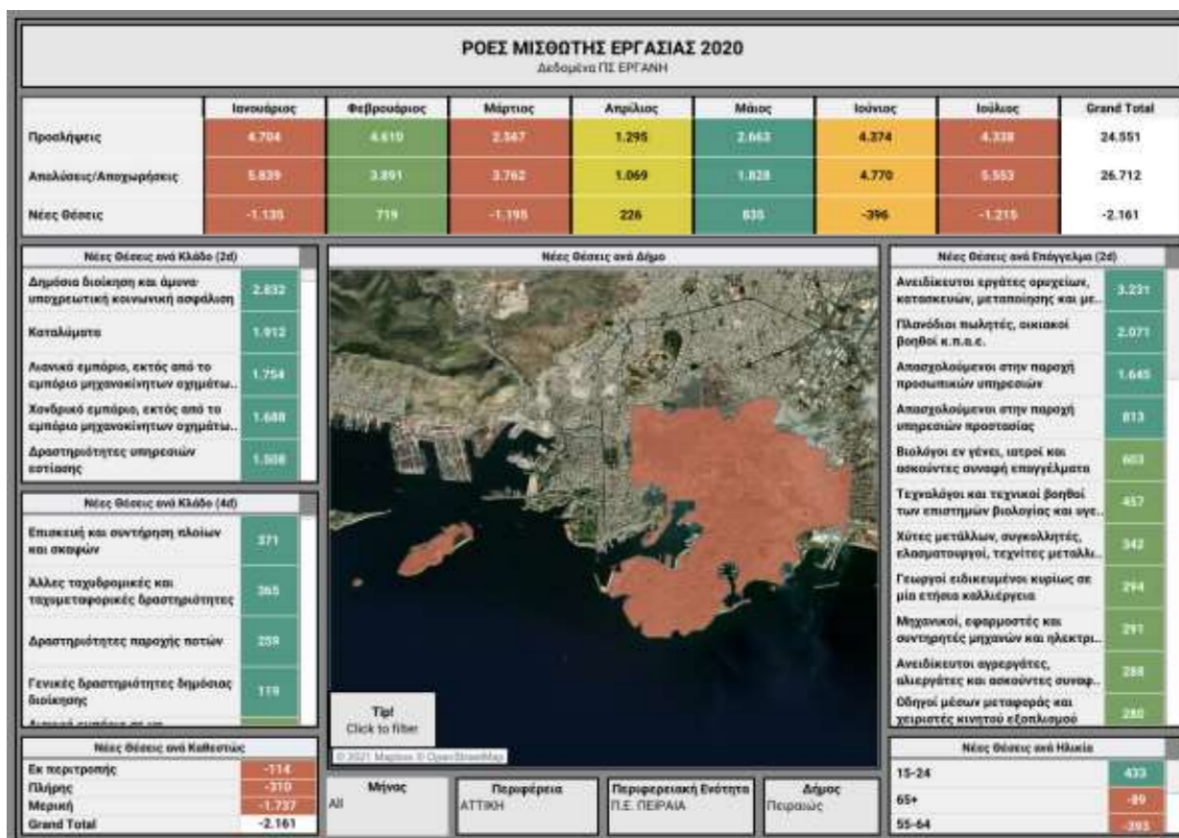 ΡΟΕΣ ΜΙΣΘΩΤΗΣ ΕΡΓΑΣΙΑΣ 2020
Δεδομένα ΠΣ ΕΡΓΑΝΗ
Ιανουάριος Φεβρουάριος Μάρτιος Απρίλιος Μάιος Ιούνιος Ιούλιος Grand Total
Προσλήψεις 4.704 4.610 2.567 1.295 2.663 4.374 4.338 24.551
Απολύσεις/Αποχωρήσεις 5.839 3.891 3.762 1.069 1.828 4.770 5.553 26.712
Νέες Θέσεις -1.135 719 -1.195 226 835 -396 -1.215 -2.161
Νέες Θέσεις ανά Κλάδο (2d)
Δημόσια διοίκηση και άμυνα·
υποχρεωτική κοινωνική ασφάλιση 2.832
Καταλύματα 1.912
Λιανικό εμπόριο, εκτός από το
εμπόριο μηχανοκίνητων οχημάτω.. 1.754
Χονδρικό εμπόριο, εκτός από το
εμπόριο μηχανοκίνητων οχημάτω.. 1.688
Δραστηριότητες υπηρεσιών
εστίασης 1.508
Νέες Θέσεις ανά Κλάδο (4d)
Επισκευή και συντήρηση πλοίων
και σκαφών 371
Άλλες ταχυδρομικές και
ταχυμεταφορικές δραστηριότητες 365
Δραστηριότητες παροχής ποτών 259
Γενικές δραστηριότητες δημόσιας
διοίκησης 119
Νέες Θέσεις ανά Καθεστώς
Εκ περιτροπής -114
Πλήρης -310
Μερική -1.737
Grand Total -2.161
Νέες Θέσεις ανά Δήμο
Tip!
Click to filter
© 2021 Mapbox © OpenStreetMap
Μήνας
All
Περιφέρεια
ΑΤΤΙΚΗ
Περιφερειακή Ενότητα
Π.Ε. ΠΕΙΡΑΙΑ
Δήμος
Πειραιώς
Νέες Θέσεις ανά Επάγγελμα (2d)
Ανειδίκευτοι εργάτες ορυχείων,
κατασκευών, μεταποίησης και με.. 3.231
Πλανόδιοι πωλητές, οικιακοί
βοηθοί κ.π.α.ε. 2.071
Απασχολούμενοι στην παροχή
προσωπικών υπηρεσιών 1.645
Απασχολούμενοι στην παροχή
υπηρεσιών προστασίας 813
Βιολόγοι εν γένει, ιατροί και
ασκούντες συναφή επαγγέλματα 603
Τεχνολόγοι και τεχνικοί βοηθοί
των επιστημών βιολογίας και υγε.. 457
Χύτες μετάλλων, συγκολλητές,
ελασματουργοί, τεχνίτες μεταλλι.. 342
Γεωργοί ειδικευμένοι κυρίως σε
μία ετήσια καλλιέργεια 294
Μηχανικοί, εφαρμοστές και
συντηρητές μηχανών και ηλεκτρι.. 291
Ανειδίκευτοι αγρεργάτες,
αλιεργάτες και ασκούντες συναφ.. 288
Οδηγοί μέσων μεταφοράς και
χειριστές κινητού εξοπλισμού 280
Νέες Θέσεις ανά Ηλικία
15-24 433
65+ -89
55-64 -393